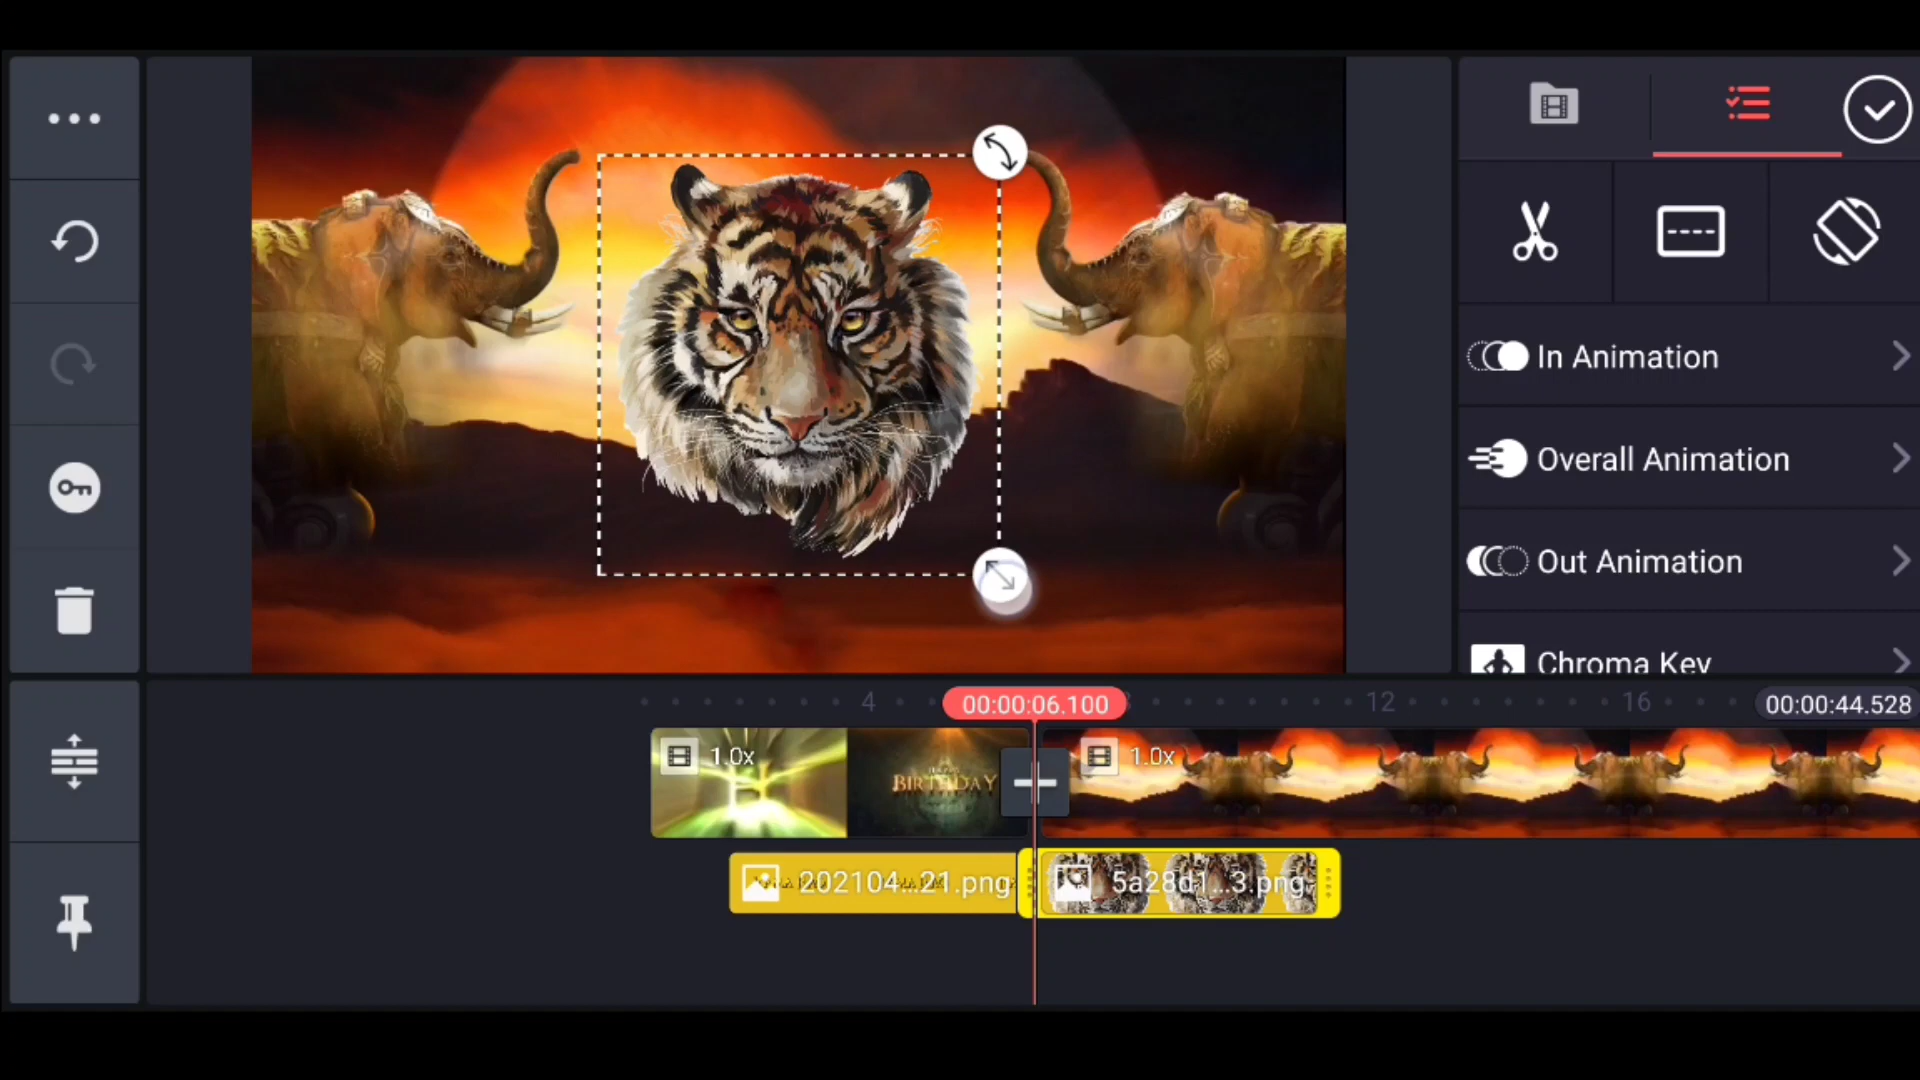 In Animation
Overall Animation
Out Animation
Chroma Key
4
00:00:06.100
12
16
00:00:44.528
1.0x
BIRTHDAY
1.0x
202104...21.png
5a28d1...3.png